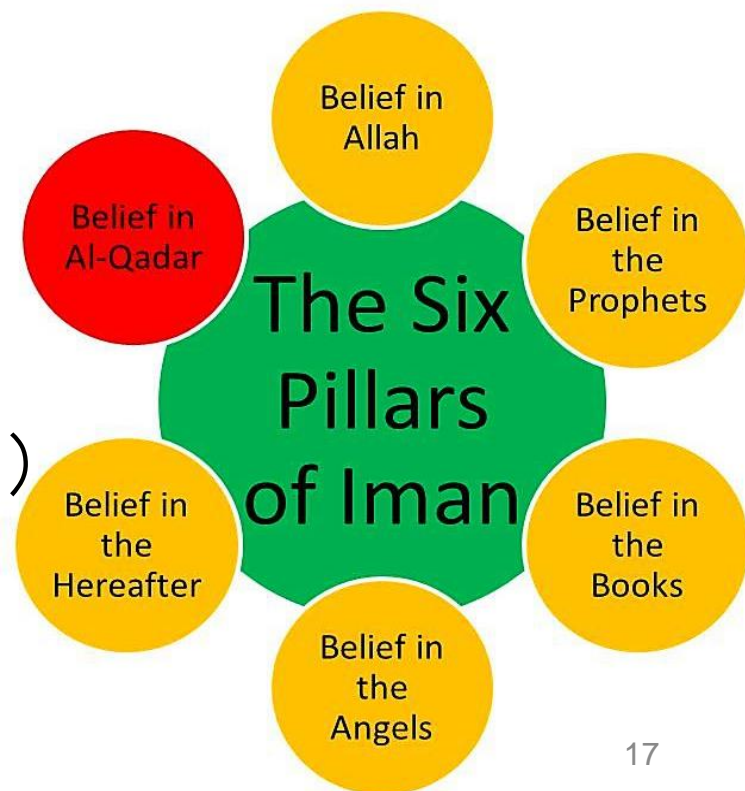 Belief in
Allah
Belief in
the
Prophets
Belief in
the
Books
Belief in
the
Angels
Belief in
the
Hereafter
Belief in
Al-Qadar
The Six
Pillars
of Iman
)
17